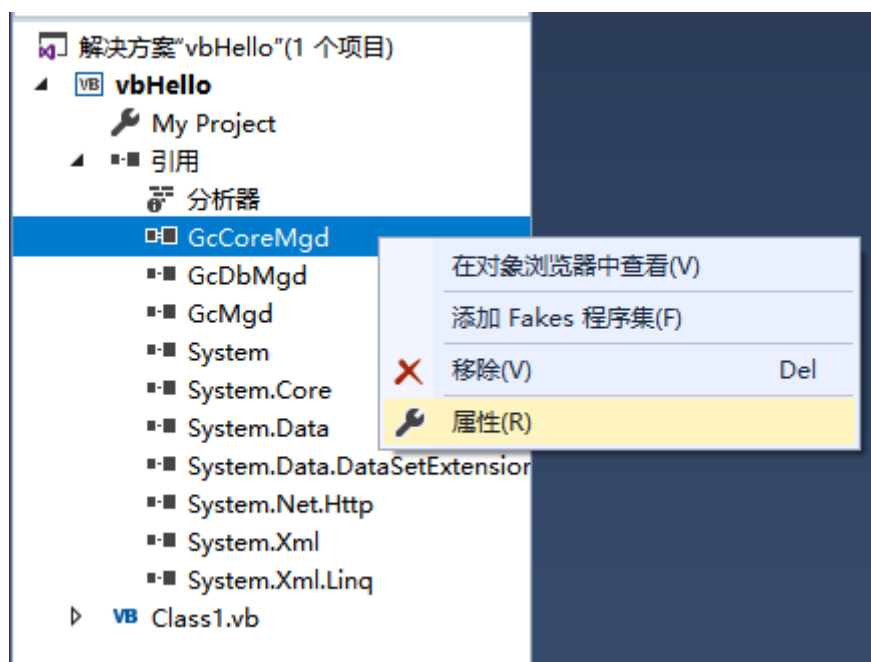 解决方案"vbHello"(1 个项目)
VB vbHello
My Project
引用
分析器
GcCoreMgd
在对象浏览器中查看(V)
GcDbMgd
添加 Fakes 程序集(F)
GcMgd
移除(V) Del
System
System.Core
属性(R)
System.Data
System.Data.DataSetExtension
System.Net.Http
System.Xml
System.Xml.Linq
VB Class1.vb